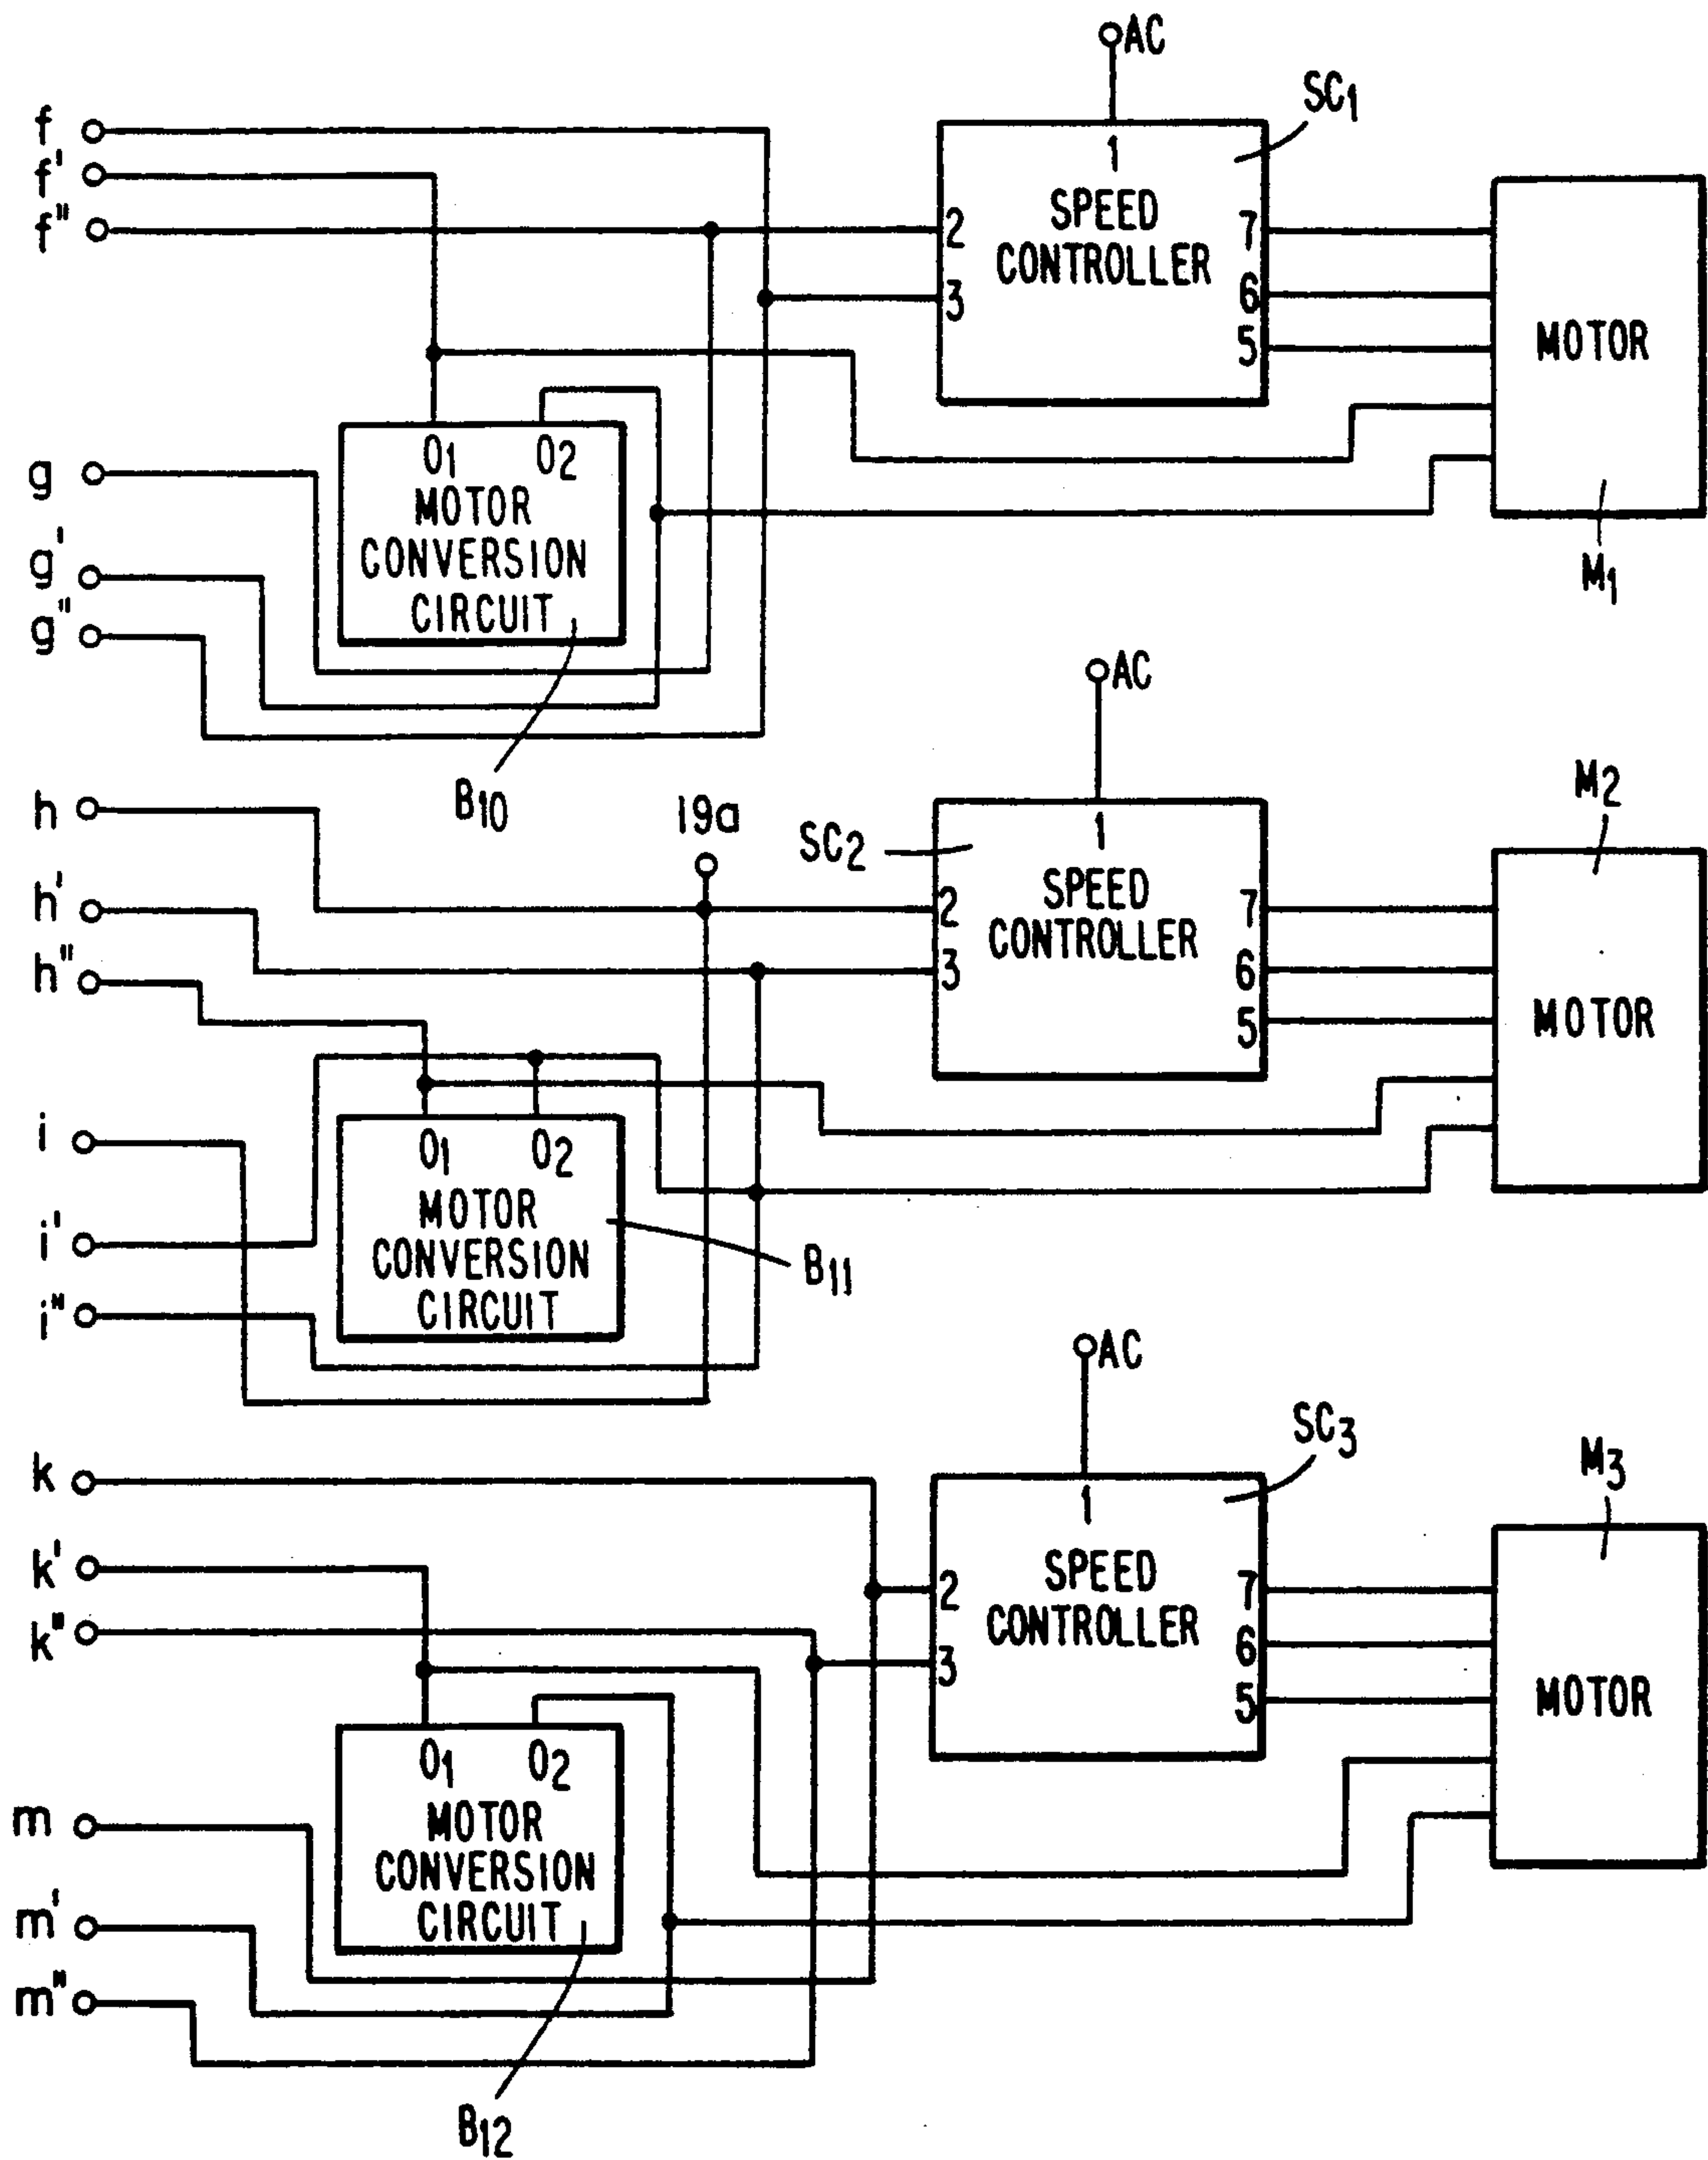 AC
SC1
f
f'
f"
1
SPEED
CONTROLLER
2
3
7
6
5
MOTOR
M1
O1 O2
MOTOR
CONVERSION
CIRCUIT
g
g'
g"
B10
AC
M2
h
h'
h"
19a
SC2
1
SPEED
CONTROLLER
2
3
7
6
5
MOTOR
O1 O2
MOTOR
CONVERSION
CIRCUIT
i
i'
i"
B11
AC
SC3
M3
k
k'
k"
1
SPEED
CONTROLLER
2
3
7
6
5
MOTOR
O1 O2
MOTOR
CONVERSION
CIRCUIT
m
m'
m"
B12